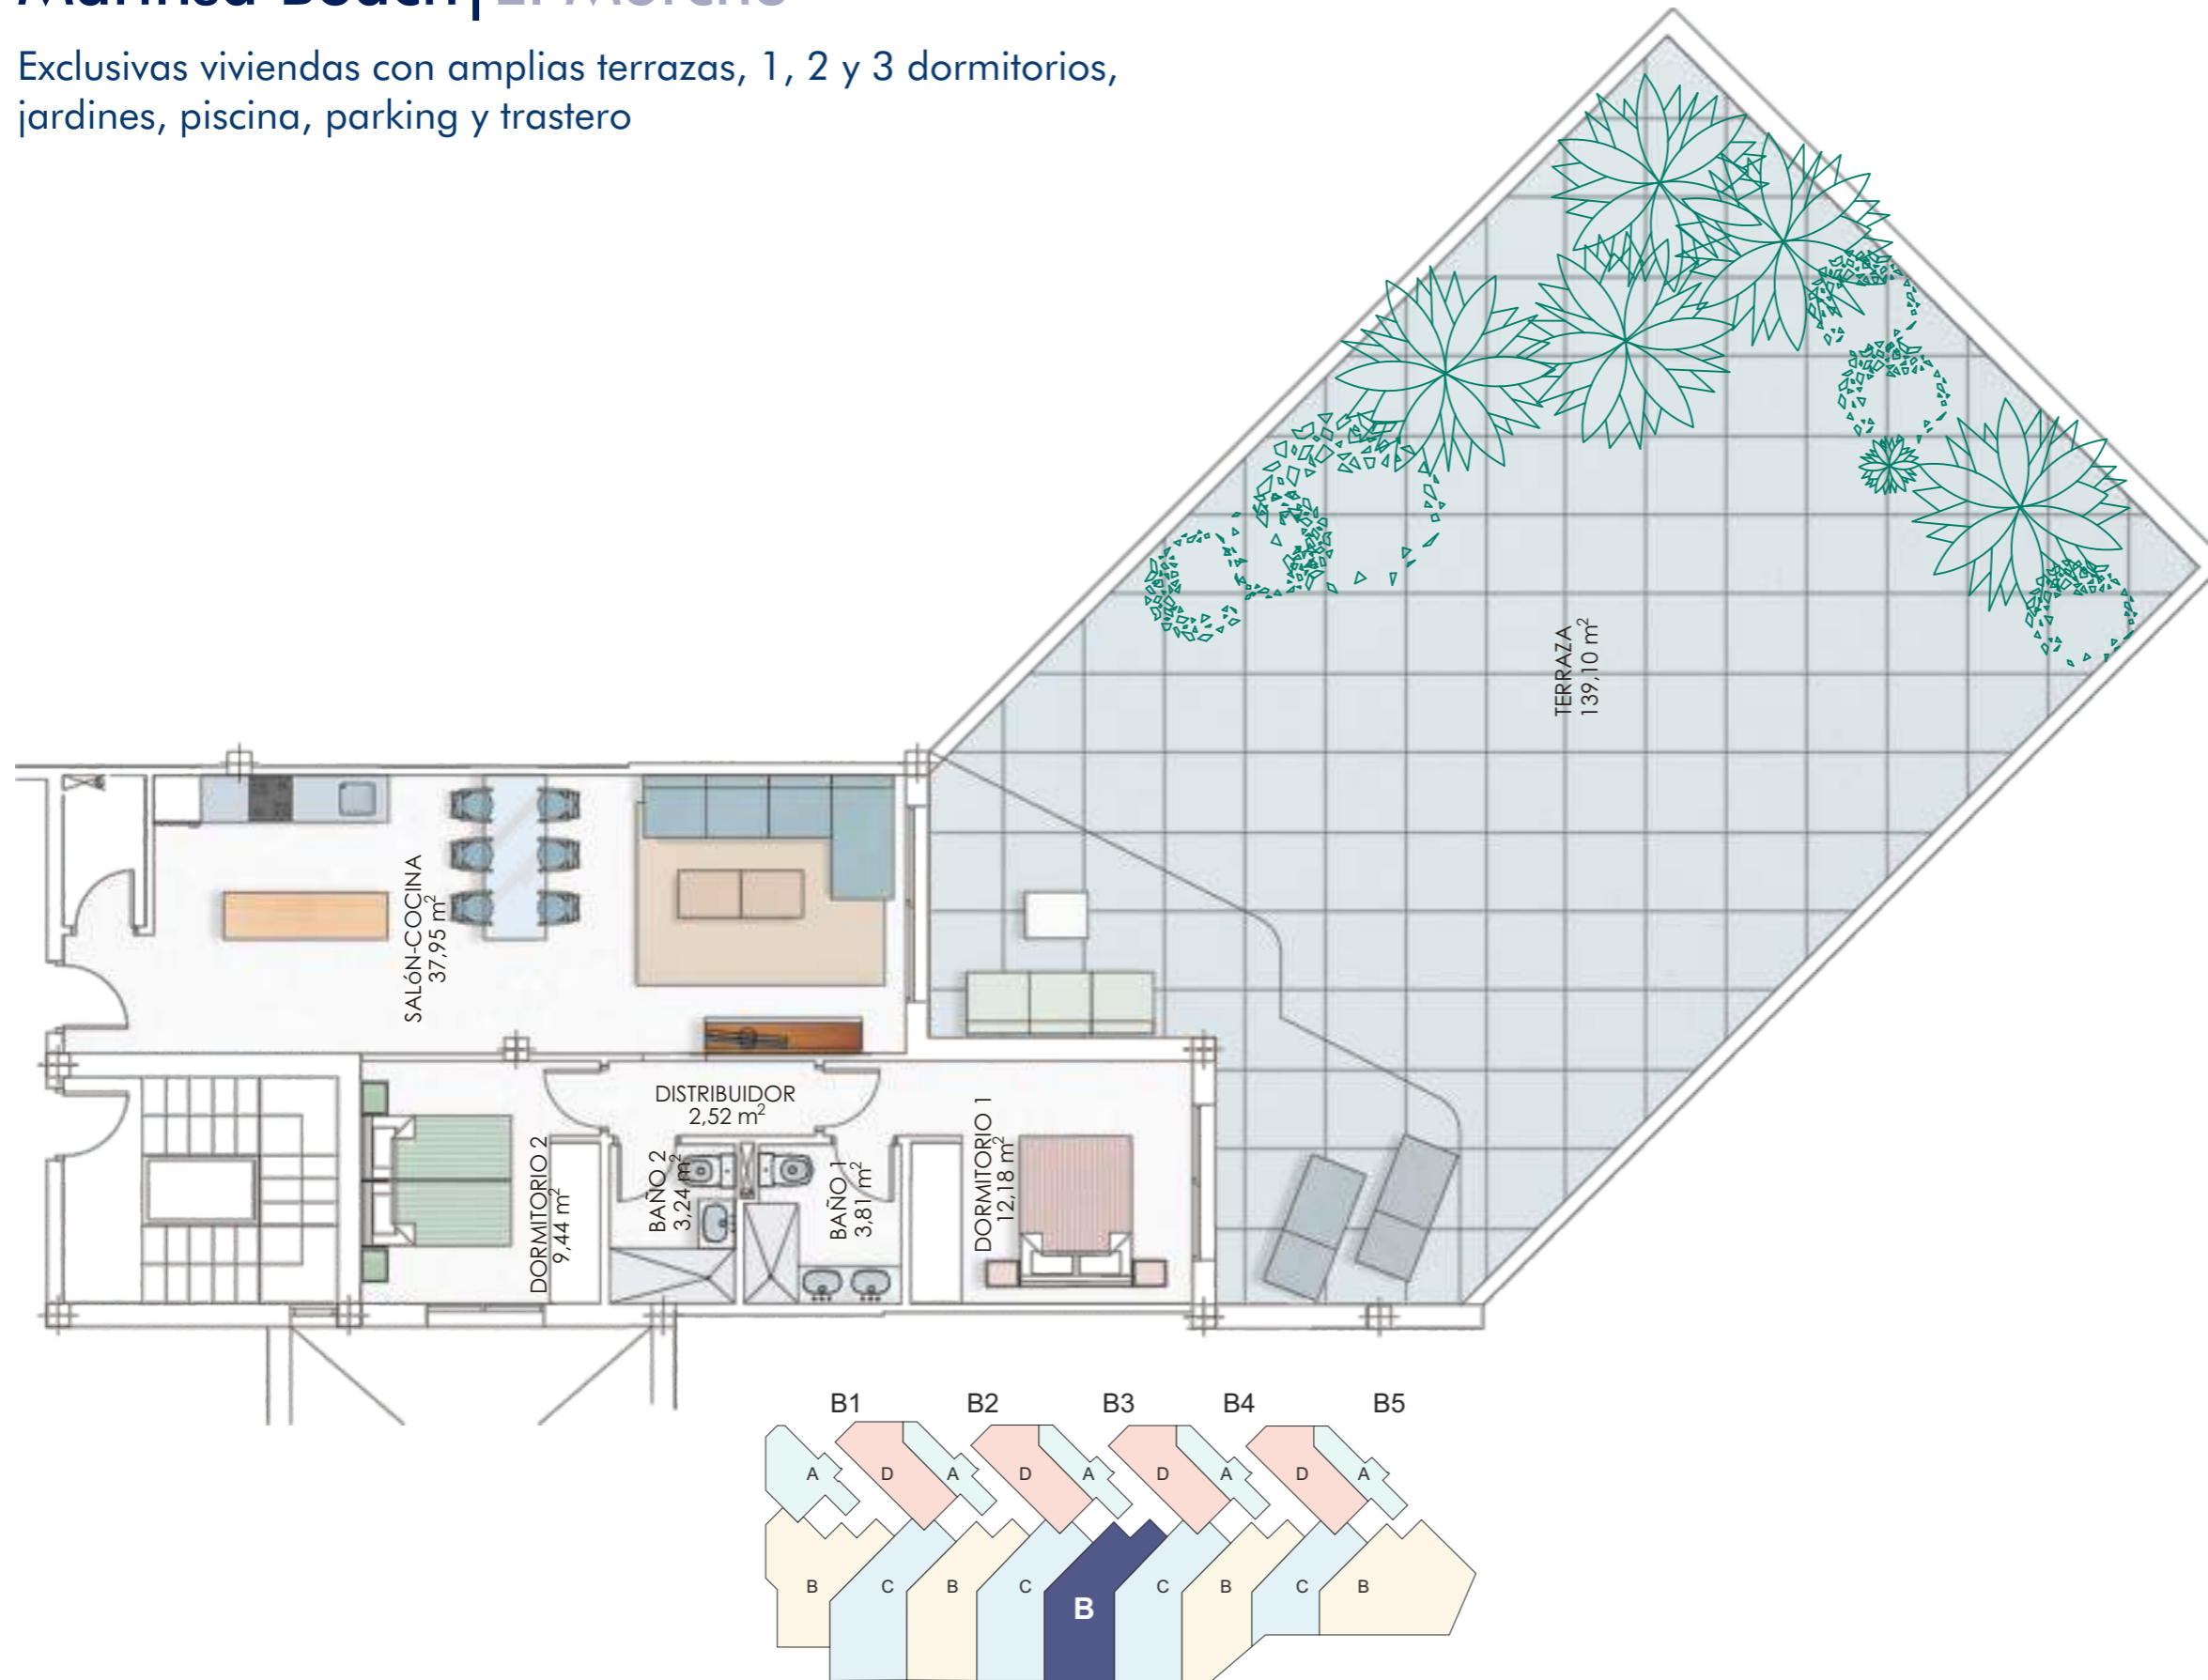 Exclusivas viviendas con amplias terrazas, 1, 2 y 3 dormitorios,
jardines, piscina, parking y trastero
TERRAZA
139,10 m²
SALóN-COCINA
37,95 m²
DISTRIBUIDOR
2,52 m²
DORMITORIO 2
9,44 m²
BAÑO 2
3,24 m²
BAÑO 1
3,81 m²
DORMITORIO 1
12,18 m²
B1 B2 B3 B4 B5
A D A D A D A D A
B C B C B C B C B